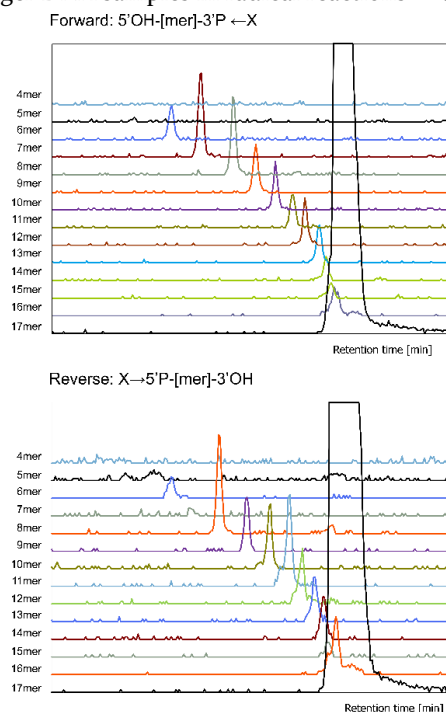 Forward: 5'OH-[mer]-3'P ←X
4mer
5mer
6mer
7mer
8mer
9mer
10mer
11mer
12mer
13mer
14mer
15mer
16mer
17mer
Retention time [min]
Reverse: X→5'P-[mer]-3'OH
4mer
5mer
6mer
7mer
8mer
9mer
10mer
11mer
12mer
13mer
14mer
15mer
16mer
17mer
Retention time [min]